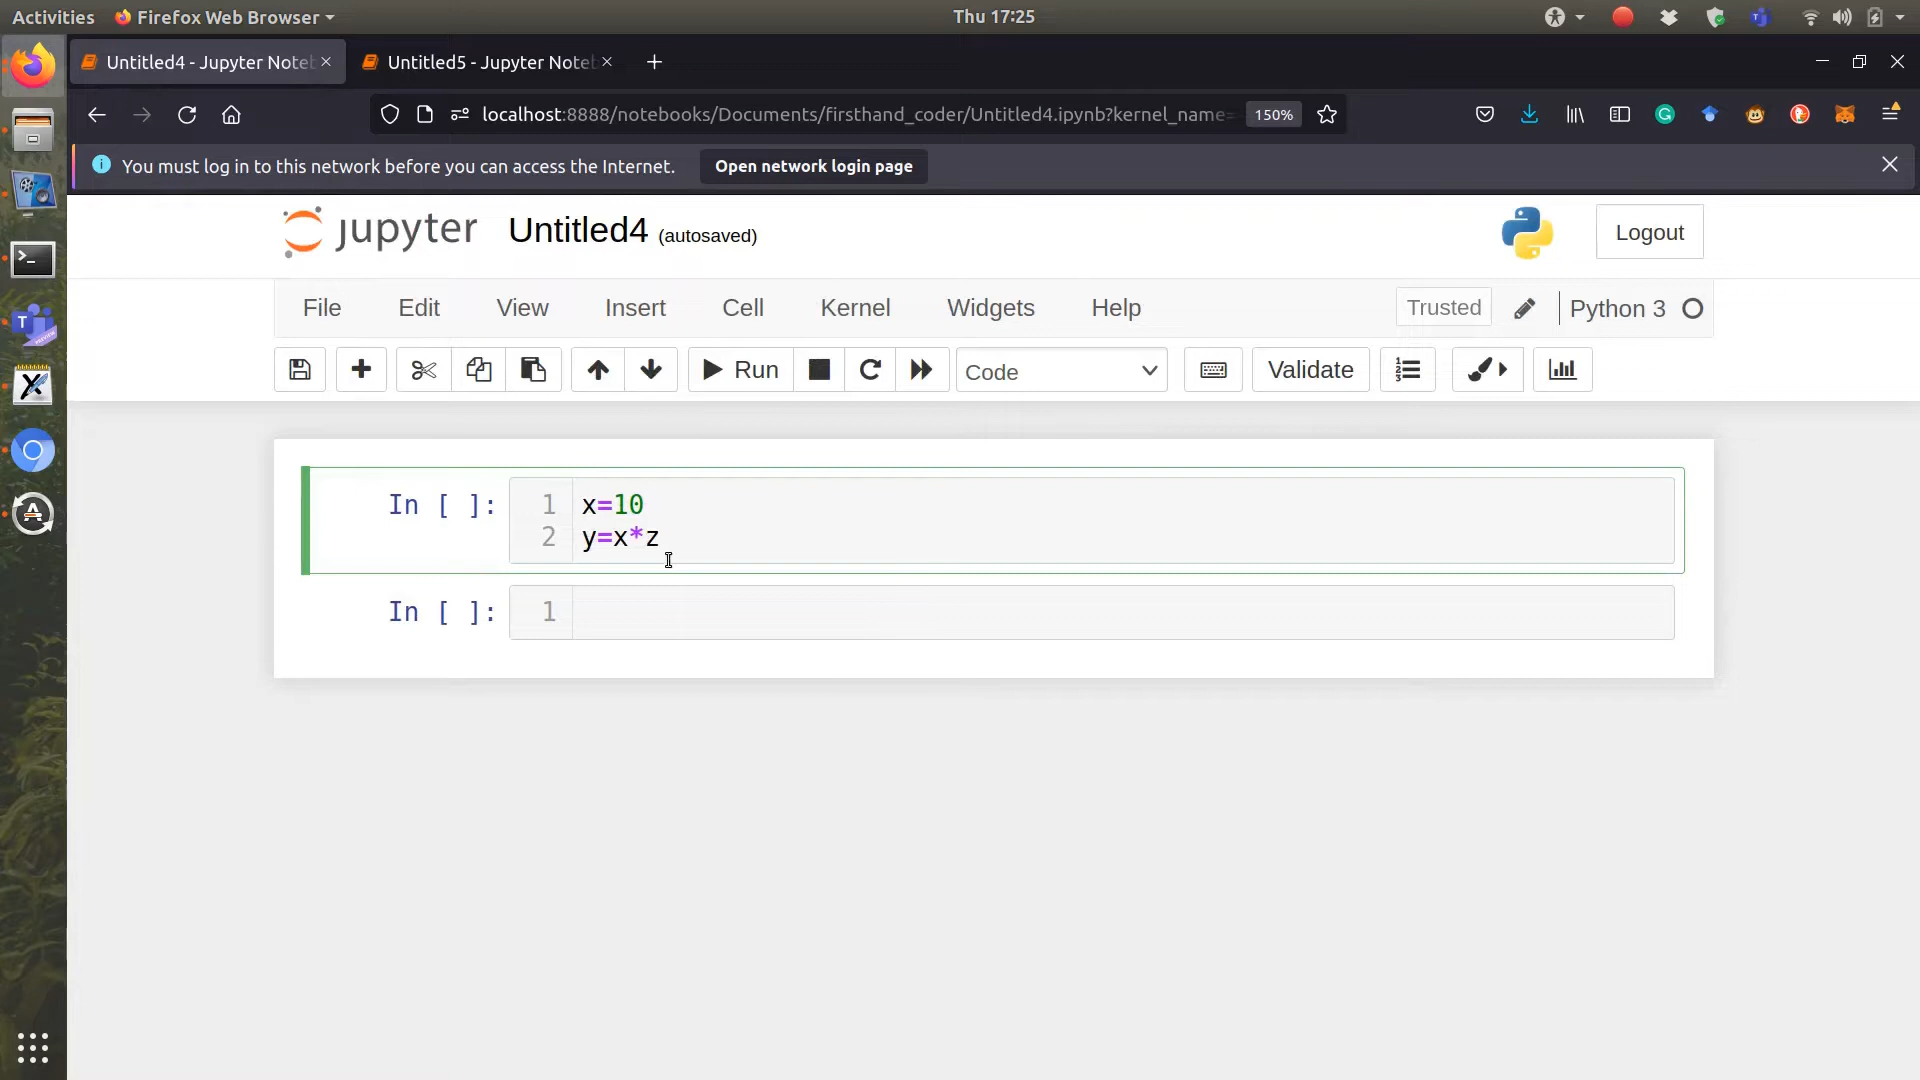 Activities Firefox Web Browser Thu 17:25
Untitled4 - Jupyter Note Untitled5 - Jupyter Note
localhost:8888/notebooks/Documents/firsthand_coder/Untitled4.ipynb?kernel_name= 150%
You must log in to this network before you can access the Internet. Open network login page
jupyter Untitled4 (autosaved) Logout
File Edit View Insert Cell Kernel Widgets Help Trusted Python 3
Run Code Validate
In [ ]: 1 x=10
2 y=x*z
In [ ]: 1